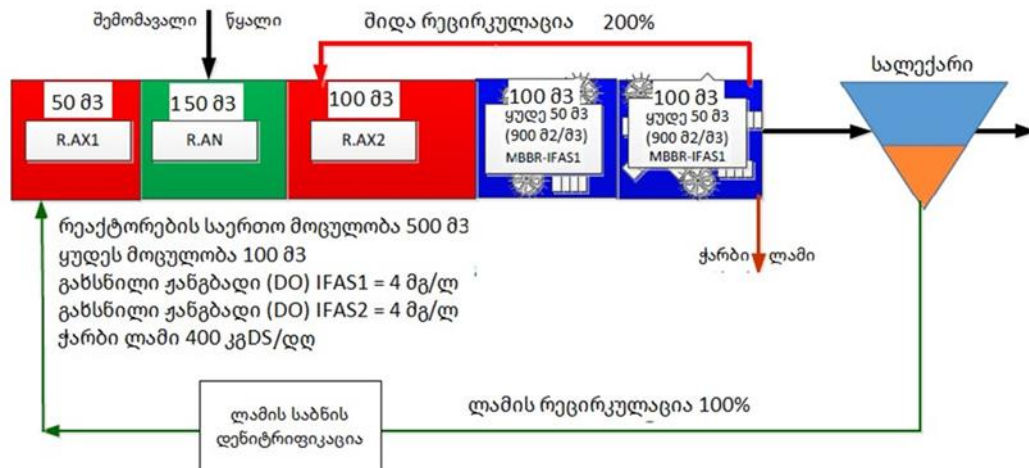 შემომავალი წყალი
შიდა რეცირკულაცია 200%
სალექარი
50 მ3
R.AX1
150 მ3
R.AN
100 მ3
R.AX2
100 მ3
ყუდე 50 მ3
(900 მ2/მ3)
MBBR-IFAS1
100 მ3
ყუდე 50 მ3
(900 მ2/მ3)
MBBR-IFAS1
რეაქტორების საერთო მოცულობა 500 მ3
ყუდეს მოცულობა 100 მ3
გახსნილი ჟანგბადი (DO) IFAS1 = 4 მგ/ლ
გახსნილი ჟანგბადი (DO) IFAS2 = 4 მგ/ლ
ჭარბი ლამი 400 კგDS/დღ
ჭარბი ლამი
ლამის რეცირკულაცია 100%
ლამის საბწის
დენიტრიფიკაცია